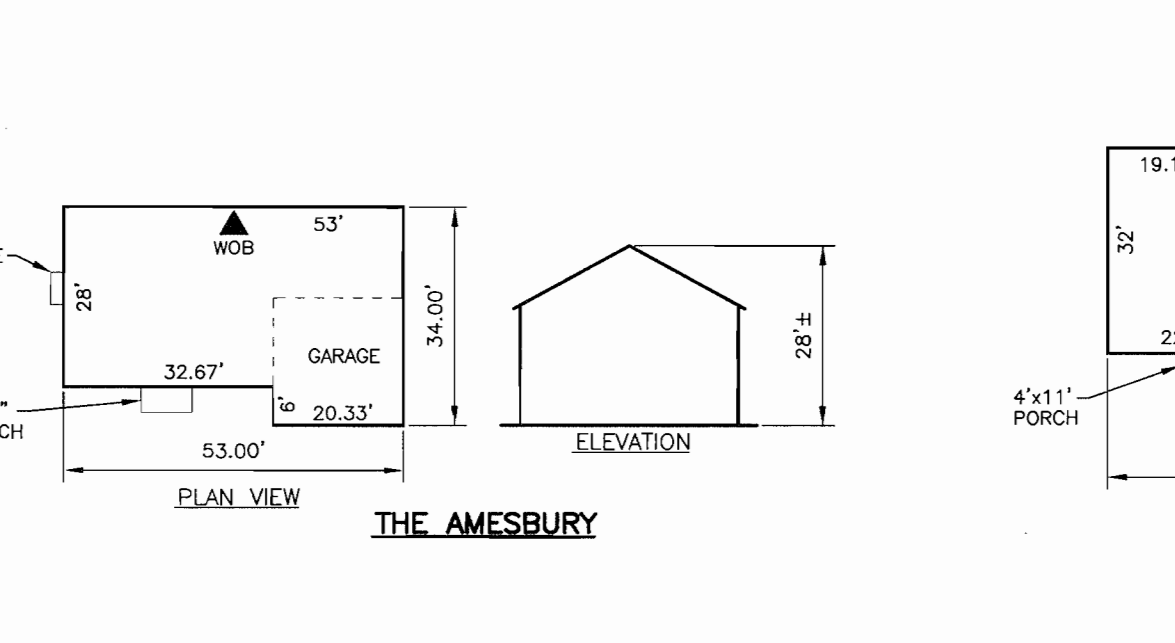 53'
WOB
28'
34.00'
GARAGE
32.67'
6'
20.33'
53.00'
PLAN VIEW
28'±
ELEVATION
THE AMESBURY
32'
4'x11'
PORCH